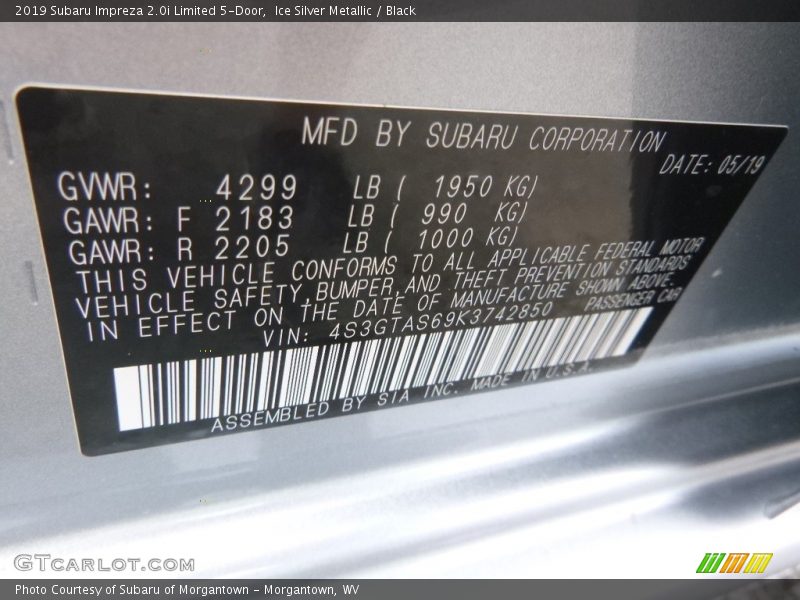 2019 Subaru Impreza 2.0i Limited 5-Door, Ice Silver Metallic / Black
MFD BY SUBARU CORPORATION
DATE: 05/19
GVWR: 4299 LB ( 1950 KG)
GAWR: F 2183 LB ( 990 KG)
GAWR: R 2205 LB ( 1000 KG)
THIS VEHICLE CONFORMS TO ALL APPLICABLE FEDERAL MOTOR
VEHICLE SAFETY,BUMPER,AND THEFT PREVENTION STANDARDS
IN EFFECT ON THE DATE OF MANUFACTURE SHOWN ABOVE.
VIN: 4S3GTAS69K3742850 PASSENGER CAR
ASSEMBLED BY SIA INC. MADE IN U.S.A.
GTCARLOT.COM
Photo Courtesy of Subaru of Morgantown - Morgantown, WV